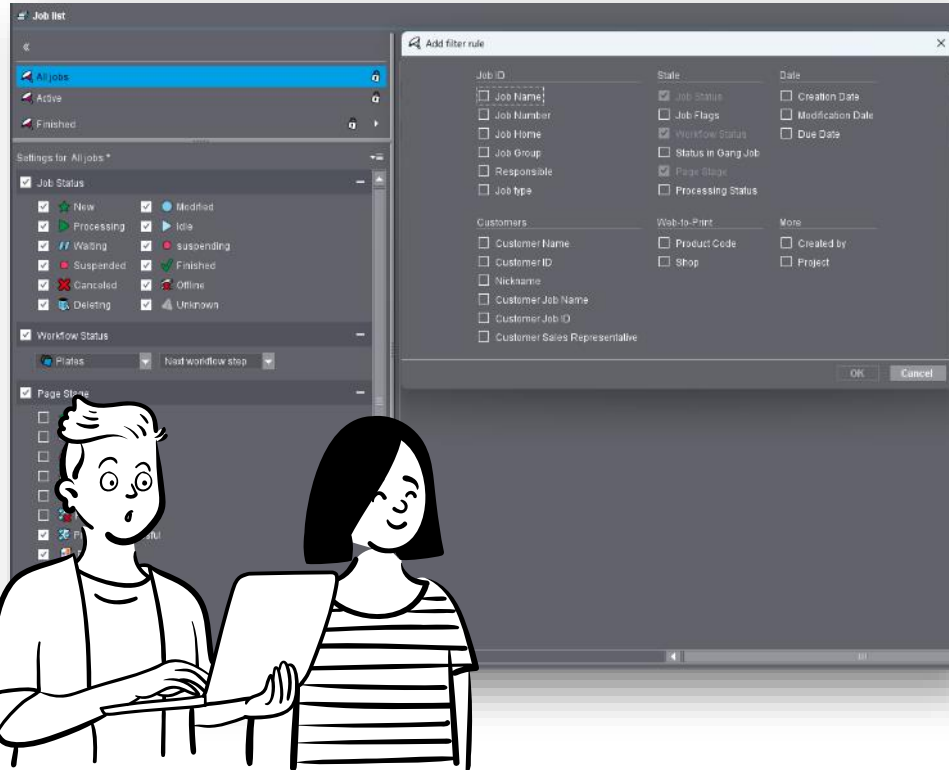 Job list
«
All jobs
Active
Finished
Settings for All jobs *
Job Status
New Modified
Processing Idle
Waiting suspending
Suspended Finished
Canceled Offline
Deleting Unknown
Workflow Status
Plates Next workflow step
Page Stage
Add filter rule
Job ID State Date
Job Name Job Status Creation Date
Job Number Job Flags Modification Date
Job Home Workflow Status Due Date
Job Group Status in Gang Job
Responsible Page Stage
Job type Processing Status
Customers Web-to-Print More
Customer Name Product Code Created by
Customer ID Shop Project
Nickname
Customer Job Name
Customer Job ID
Customer Sales Representative
OK Cancel